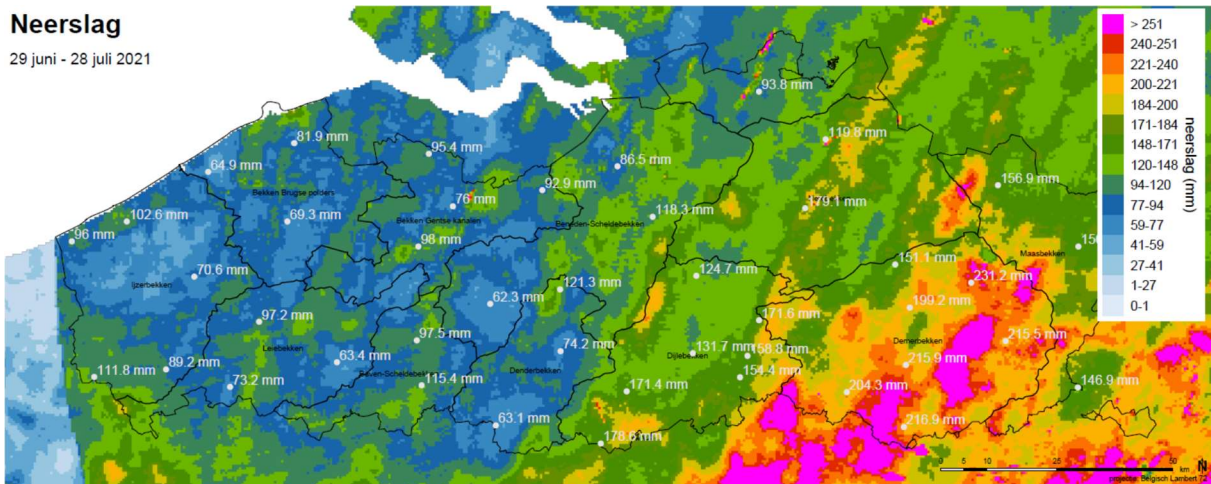 Neerslag
29 juni - 28 juli 2021
> 251
240-251
221-240
200-221
184-200
171-184
148-171
120-148
94-120
77-94
59-77
41-59
27-41
1-27
0-1
neerslag (mm)
93.8 mm
119.8 mm
81.9 mm
95.4 mm
86.5 mm
64.9 mm
92.9 mm
156.9 mm
Bekken Brugse polders
76 mm
179.1 mm
102.6 mm
69.3 mm
Bekken Gentse kanalen
118.3 mm
Beneden-Scheldebekken
96 mm
98 mm
Maasbekken
70.6 mm
124.7 mm
151.1 mm
Ijzerbekken
121.3 mm
231.2 mm
62.3 mm
199.2 mm
97.2 mm
171.6 mm
97.5 mm
215.5 mm
Leiebekken
74.2 mm
131.7 mm
158.8 mm
Demerbekken
63.4 mm
Dijlebekken
215.9 mm
89.2 mm
Denderbekken
111.8 mm
Boven-Scheldebekken
154.4 mm
73.2 mm
115.4 mm
171.4 mm
204.3 mm
146.9 mm
63.1 mm
216.9 mm
178.6 mm
0 5 10 20 30 40 50
km
N
projectie: Belgisch Lambert 72